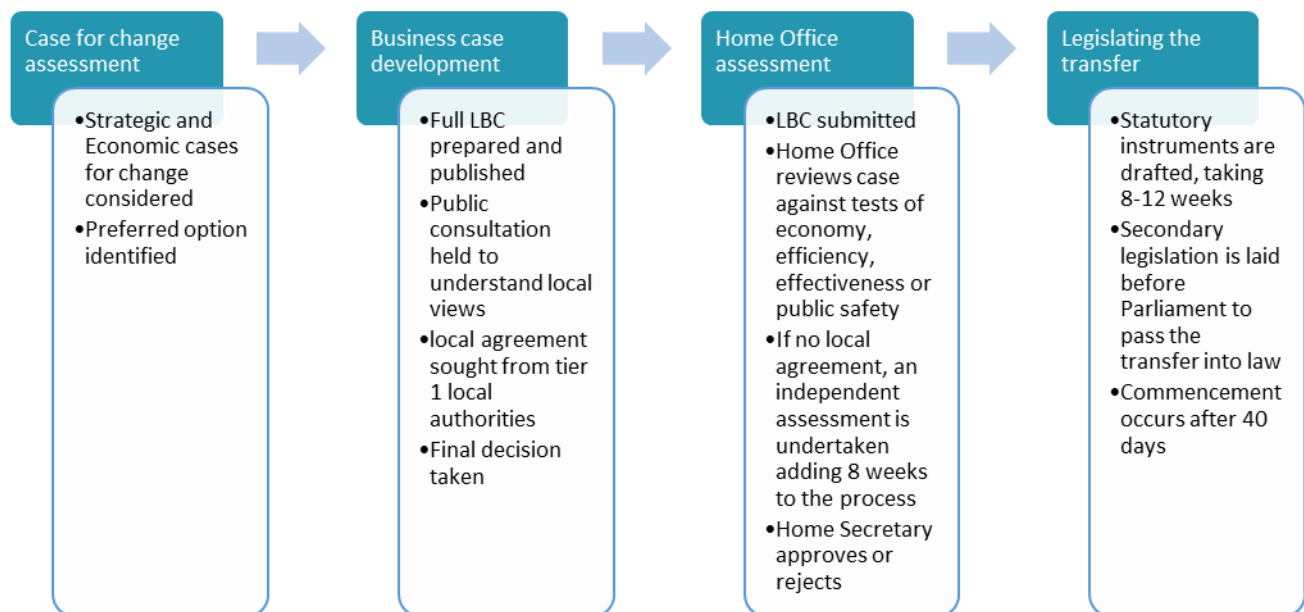 Case for change
assessment
•Strategic and
Economic cases
for change
considered
•Preferred option
identified
Business case
development
•Full LBC
prepared and
published
•Public
consultation
held to
understand local
views
•local agreement
sought from tier
1 local
authorities
•Final decision
taken
Home Office
assessment
•LBC submitted
•Home Office
reviews case
against tests of
economy,
efficiency,
effectiveness or
public safety
•If no local
agreement, an
independent
assessment is
undertaken
adding 8 weeks
to the process
•Home Secretary
approves or
rejects
Legislating the
transfer
•Statutory
instruments are
drafted, taking
8-12 weeks
•Secondary
legislation is laid
before
Parliament to
pass the
transfer into law
•Commencement
occurs after 40
days